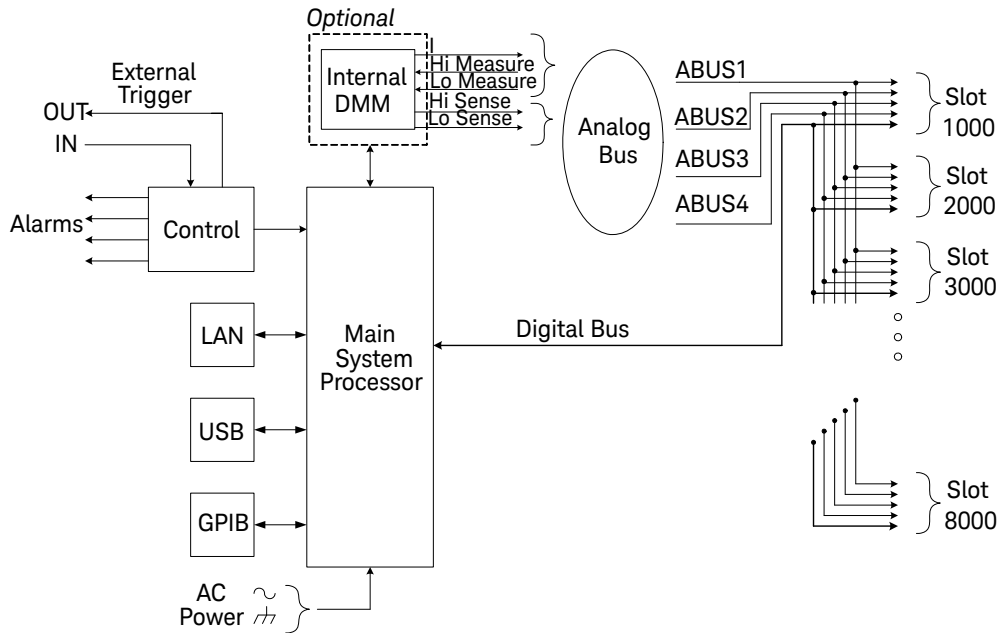 Optional
I
Hi Measure
Lo Measure
Hi Sense
Lo Sense
Internal
DMM
External
Trigger
OUT
IN
Alarms
Control
Analog
Bus
ABUS1
ABUS2
ABUS3
ABUS4
Slot
1000
Slot
2000
Slot
3000
Slot
8000
Digital Bus
LAN
USB
GPIB
Main
System
Processor
AC
Power